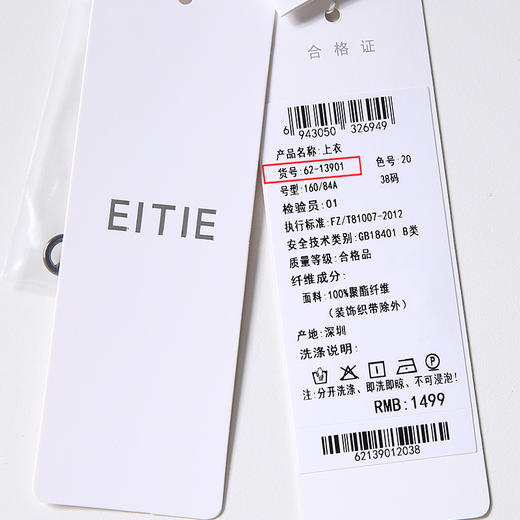 EITIE
合格证
6 943050 326949
产品名称:上衣
货号:62-13901 色号:20
号型:160/84A 38码
检验员:01
执行标准:FZ/T81007-2012
安全技术类别:GB18401 B类
质量等级:合格品
纤维成分:
面料:100%聚酯纤维
(装饰织带除外)
产地:深圳
洗涤说明:
P
注:分开洗涤、即洗即晾、不可浸泡!
RMB:1499
62139012038